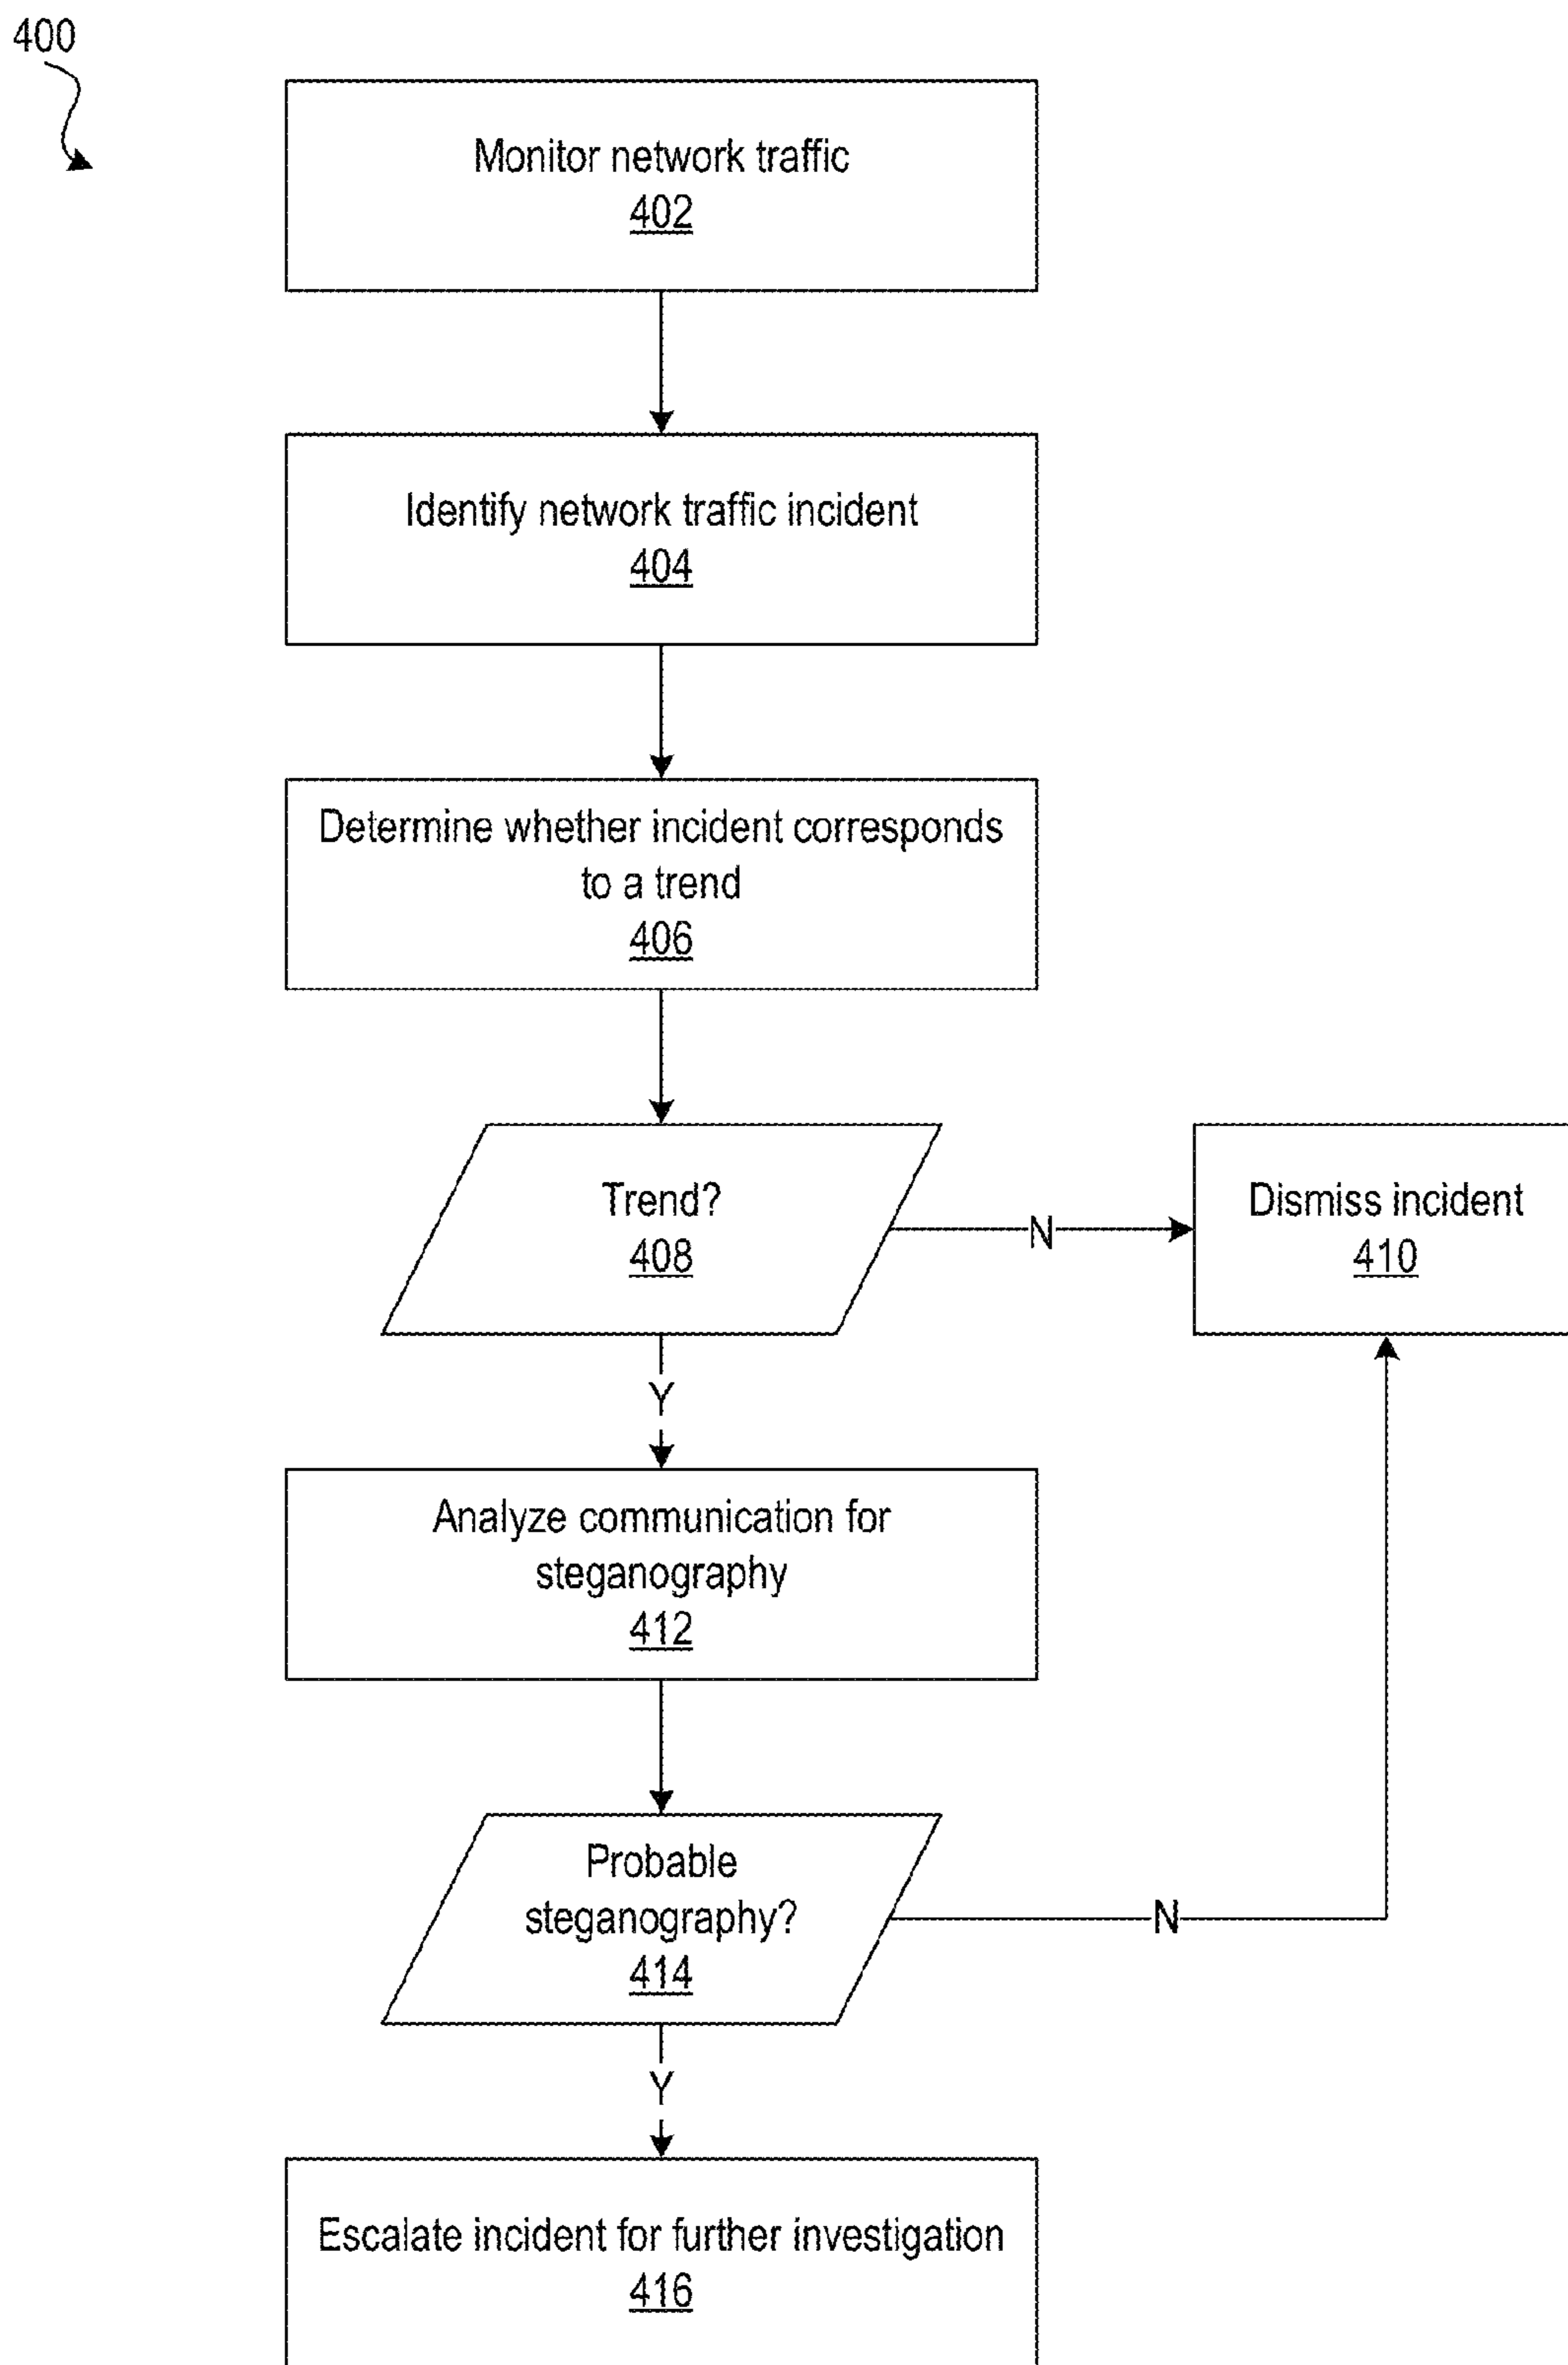 400
Monitor network traffic
402
Identify network traffic incident
404
Determine whether incident corresponds
to a trend
406
Trend?
408
N
Dismiss incident
410
Y
Analyze communication for
steganography
412
Probable
steganography?
414
N
Y
Escalate incident for further investigation
416